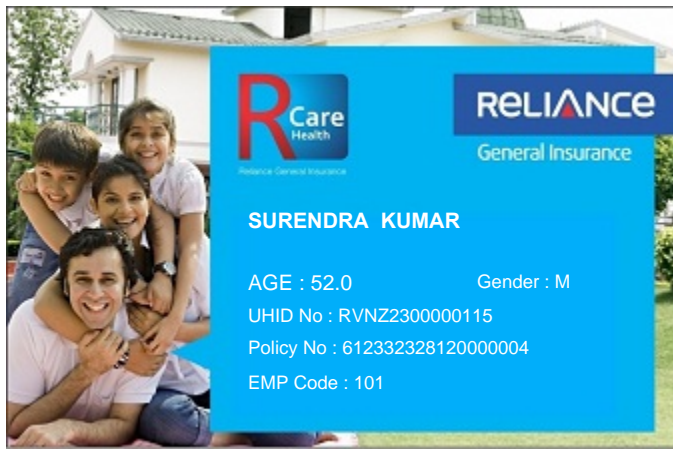 R Care
Health
Reliance General Insurance
RELIANCE
General Insurance
SURENDRA KUMAR
AGE : 52.0 Gender : M
UHID No : RVNZ2300000115
Policy No : 612332328120000004
EMP Code : 101